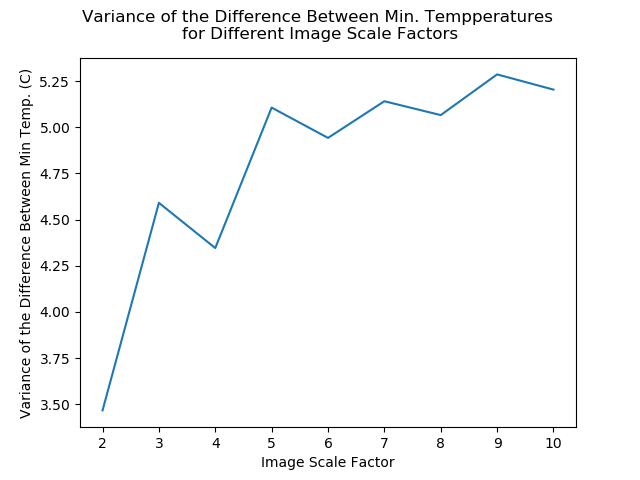 Variance of the Difference Between Min. Tempperatures
for Different Image Scale Factors
Variance of the Difference Between Min Temp. (C)
5.25
5.00
4.75
4.50
4.25
4.00
3.75
3.50
2 3 4 5 6 7 8 9 10
Image Scale Factor